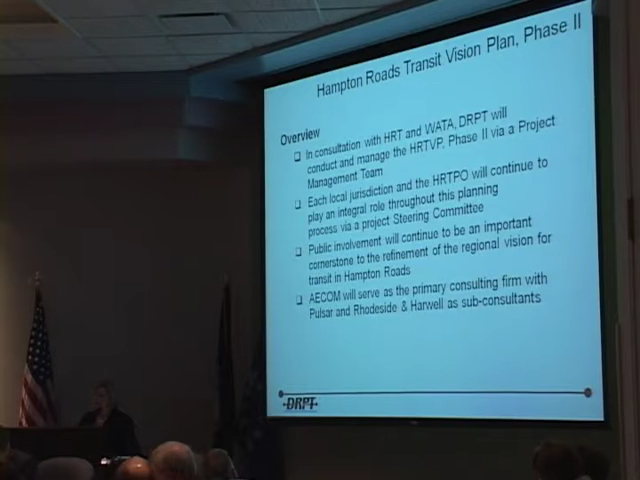 Hampton Roads Transit Vision Plan, Phase II
Overview
In consultation with HRT and WATA, DRPT will
conduct and manage the HRTVP, Phase II via a Project
Management Team
Each local jurisdiction and the HRTPO will continue to
play an integral role throughout this planning
process via a project Steering Committee
Public involvement will continue to be an important
cornerstone to the refinement of the regional vision for
transit in Hampton Roads
AECOM will serve as the primary consulting firm with
Pulsar and Rhodeside & Harwell as sub-consultants
DRPT